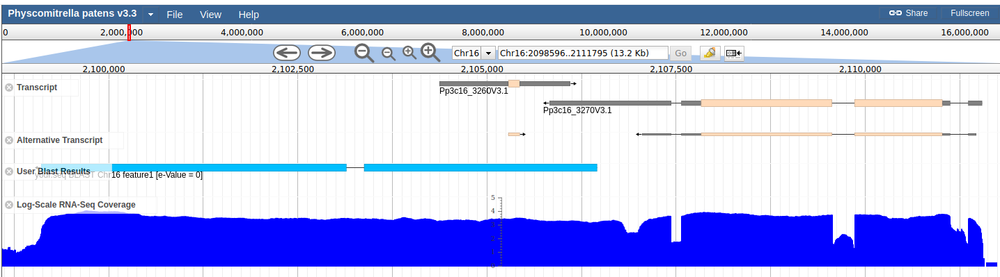 Physcomitrella patens v3.3 File View Help Share Fullscreen
0 2,000,000 4,000,000 6,000,000 8,000,000 10,000,000 12,000,000 14,000,000 16,000,000
Chr16 Chr16:2098596..2111795 (13.2 Kb) Go
2,100,000 2,102,500 2,105,000 2,107,500 2,110,000
Transcript
Pp3c16_3260V3.1
Pp3c16_3270V3.1
Alternative Transcript
User Blast Results
your.seq BLAST Chr16 feature1 [e-Value = 0]
Log-Scale RNA-Seq Coverage
5
4
3
2
1
0